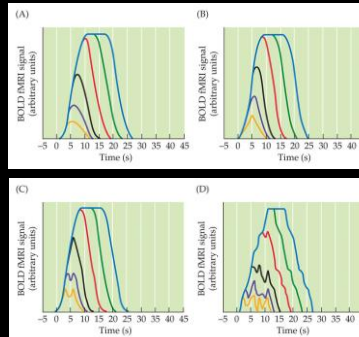 (A)
BOLD fMRI signal
(arbitrary units)
−5 0 5 10 15 20 25 30 35 40 45
Time (s)
(B)
BOLD fMRI signal
(arbitrary units)
−5 0 5 10 15 20 25 30 35 40 45
Time (s)
(C)
BOLD fMRI signal
(arbitrary units)
−5 0 5 10 15 20 25 30 35 40 45
Time (s)
(D)
BOLD fMRI signal
(arbitrary units)
−5 0 5 10 15 20 25 30 35 40
Time (s)